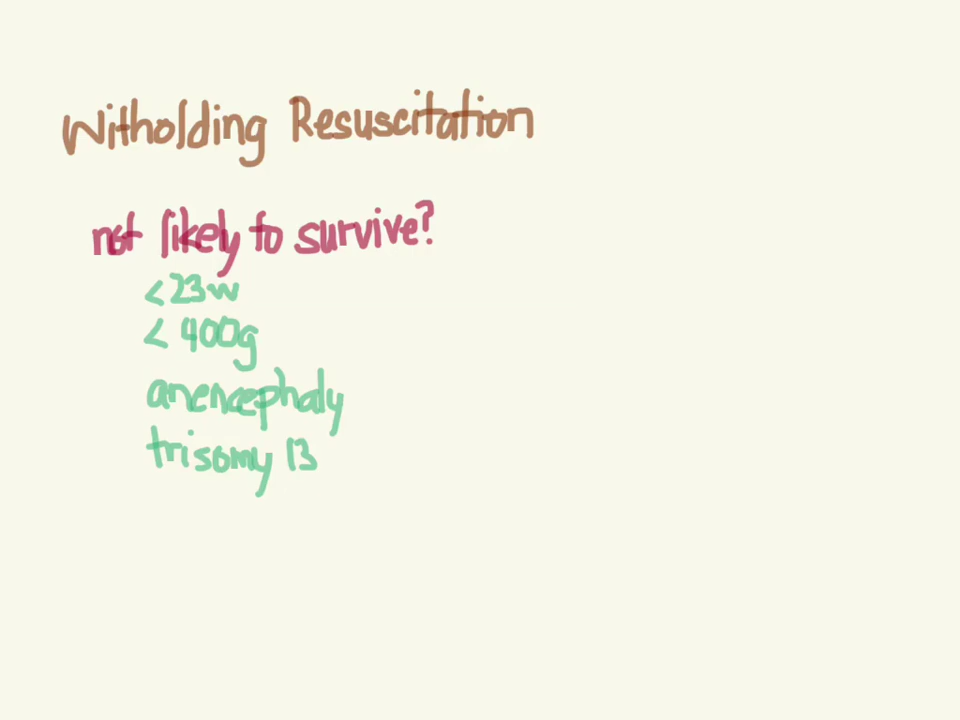 Witholding Resuscitation
not likely to survive?
<23w
<400g
anencephaly
trisomy 13